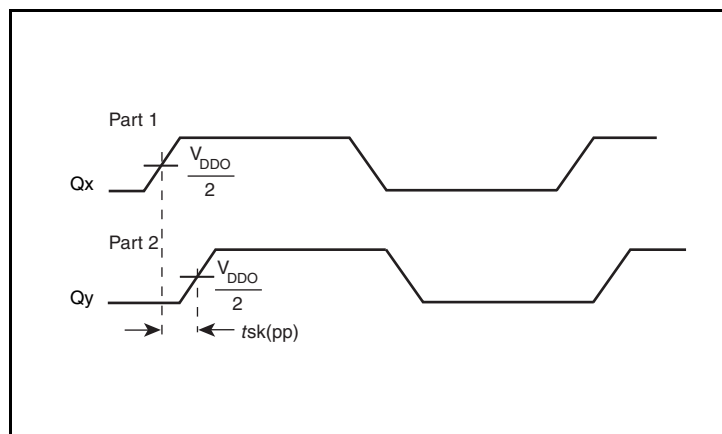 Part 1
V_DDO
2
Qx
Part 2
V_DDO
2
Qy
tsk(pp)